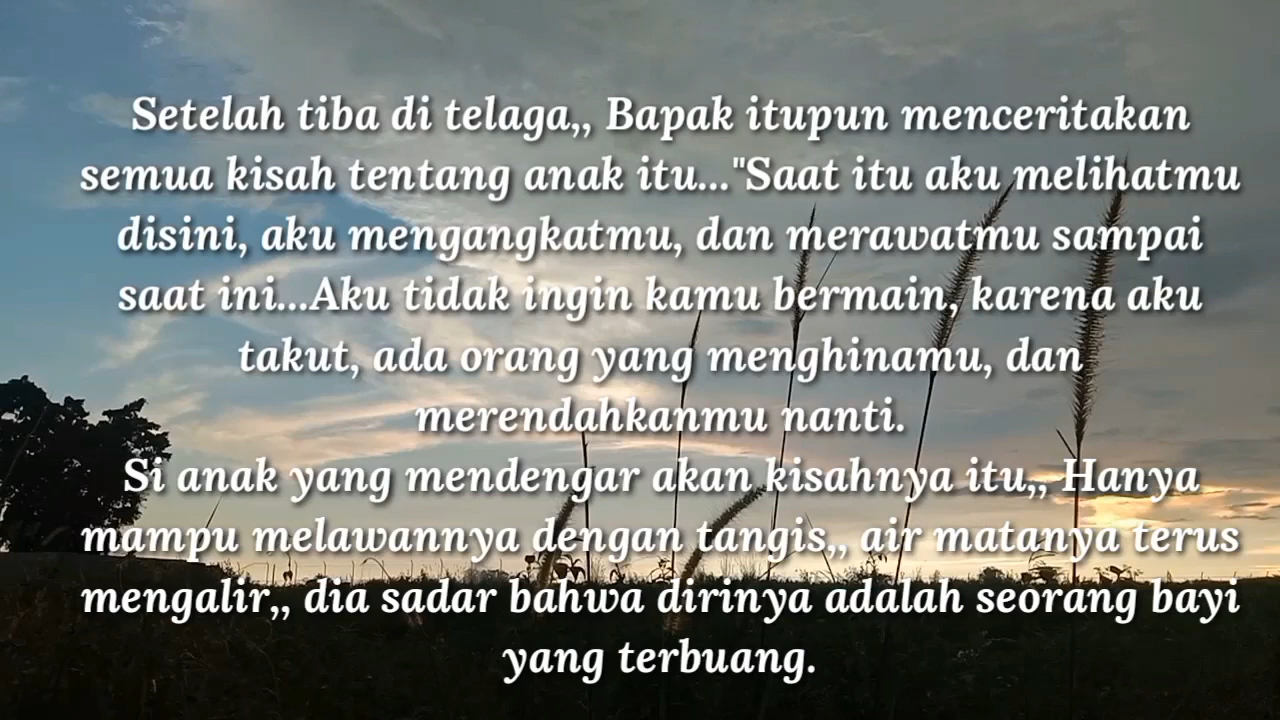 Setelah tiba di telaga,, Bapak itupun menceritakan
semua kisah tentang anak itu..."Saat itu aku melihatmu
disini, aku mengangkatmu, dan merawatmu sampai
saat ini...Aku tidak ingin kamu bermain, karena aku
takut, ada orang yang menghinamu, dan
merendahkanmu nanti.
Si anak yang mendengar akan kisahnya itu,, Hanya
mampu melawannya dengan tangis,, air matanya terus
mengalir,, dia sadar bahwa dirinya adalah seorang bayi
yang terbuang.